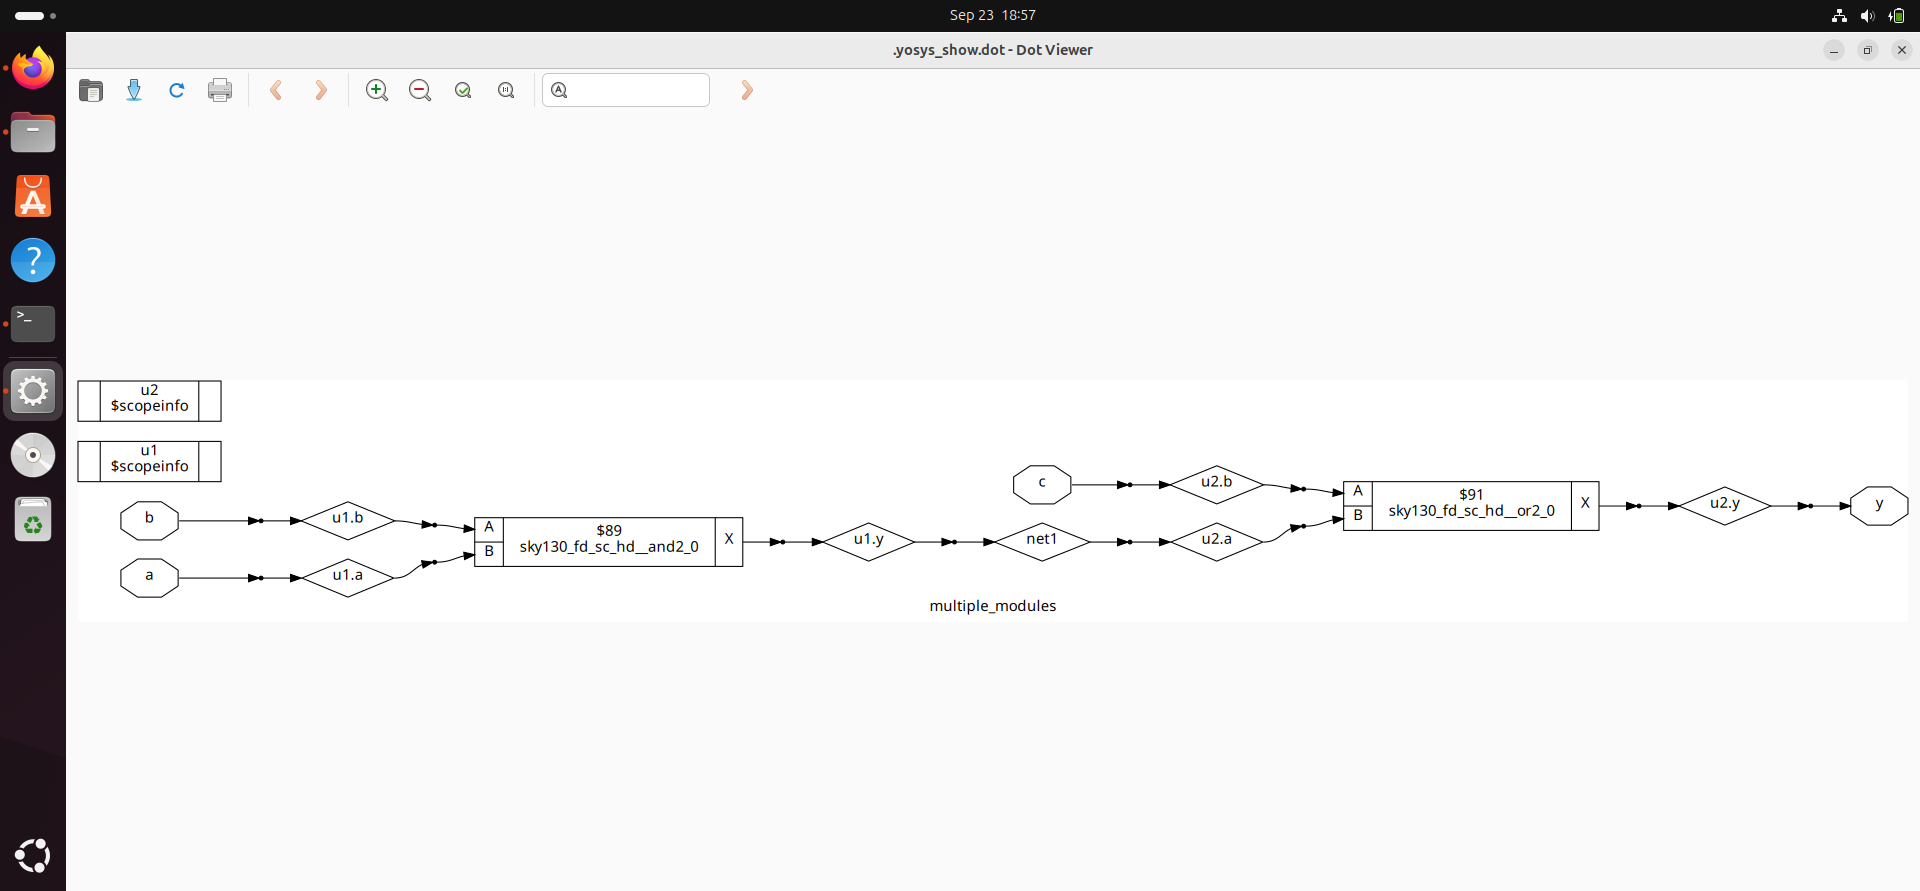 Sep 23 18:57
.yosys_show.dot - Dot Viewer
u2
$scopeinfo
u1
$scopeinfo
b
u1.b
a
u1.a
A
B
$89
sky130_fd_sc_hd__and2_0
X
u1.y
net1
c
u2.b
u2.a
A
B
$91
sky130_fd_sc_hd__or2_0
X
u2.y
y
multiple_modules